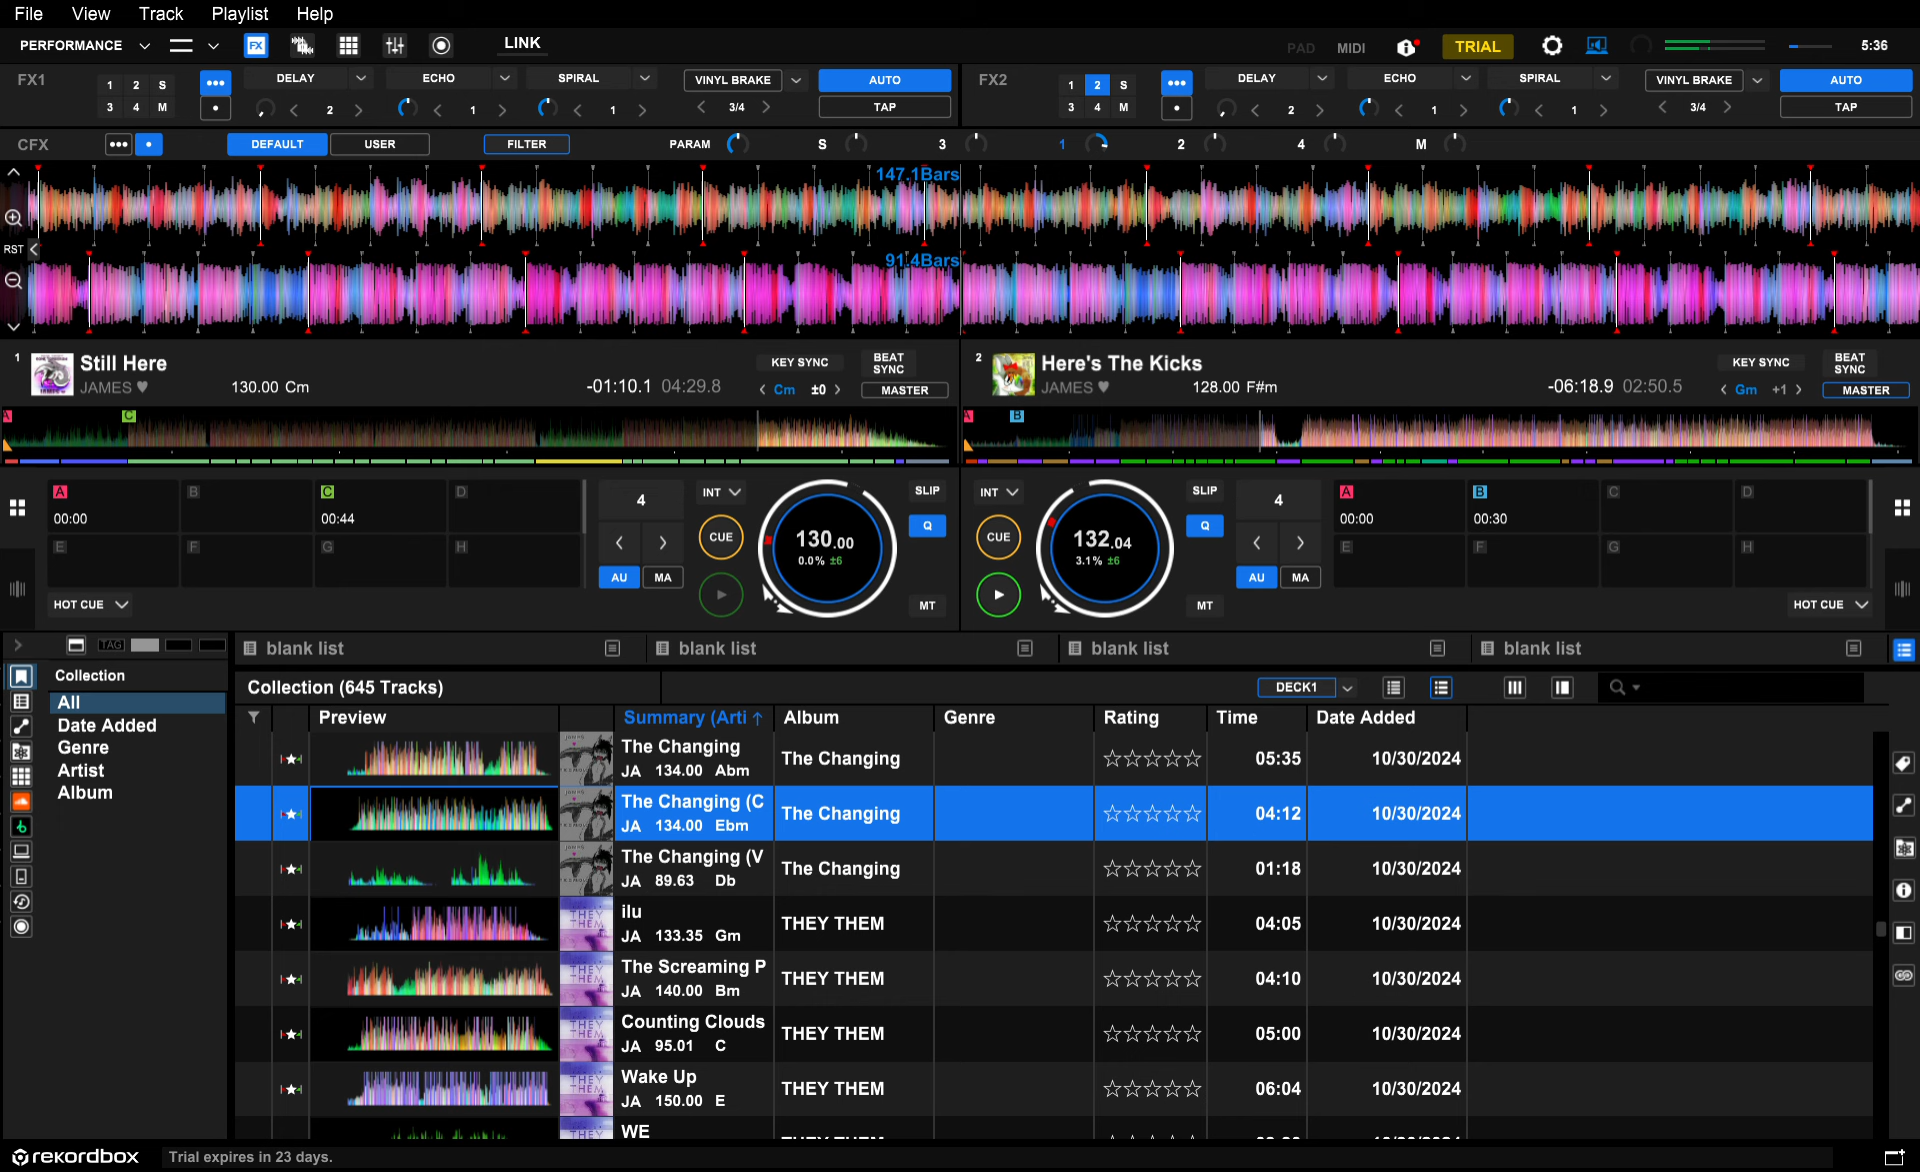 File View Track Playlist Help
PERFORMANCE FX LINK PAD MIDI TRIAL 5:36
FX1 1 2 S DELAY ECHO SPIRAL VINYL BRAKE AUTO FX2 1 2 S DELAY ECHO SPIRAL VINYL BRAKE AUTO
3 4 M 2 1 1 3/4 TAP 3 4 M 2 1 1 3/4 TAP
CFX DEFAULT USER FILTER PARAM S 3 1 2 4 M
147.1Bars
RST
91.4Bars
1 Still Here KEY SYNC BEAT SYNC 2 Here's The Kicks KEY SYNC BEAT SYNC
JAMES ♥ 130.00 Cm -01:10.1 04:29.8 < Cm ±0 > MASTER JAMES ♥ 128.00 F#m -06:18.9 02:50.5 < Gm +1 > MASTER
A C A B
A B C D 4 INT SLIP INT SLIP 4 A B C D
00:00 00:44 CUE 130.00 Q CUE 132.04 Q 00:00 00:30
E F G H < > 0.0% ±6 3.1% ±6 < > E F G H
AU MA AU MA
HOT CUE MT MT HOT CUE
TAG blank list blank list blank list blank list
Collection
Collection (645 Tracks) DECK1
All
Date Added
Genre
Artist
Album
Preview Summary (Arti ↑ Album Genre Rating Time Date Added
The Changing
JA 134.00 Abm The Changing ☆☆☆☆☆ 05:35 10/30/2024
The Changing (C
JA 134.00 Ebm The Changing ☆☆☆☆☆ 04:12 10/30/2024
The Changing (V
JA 89.63 Db The Changing ☆☆☆☆☆ 01:18 10/30/2024
ilu
JA 133.35 Gm THEY THEM ☆☆☆☆☆ 04:05 10/30/2024
The Screaming P
JA 140.00 Bm THEY THEM ☆☆☆☆☆ 04:10 10/30/2024
Counting Clouds
JA 95.01 C THEY THEM ☆☆☆☆☆ 05:00 10/30/2024
Wake Up
JA 150.00 E THEY THEM ☆☆☆☆☆ 06:04 10/30/2024
WE
rekordbox Trial expires in 23 days.